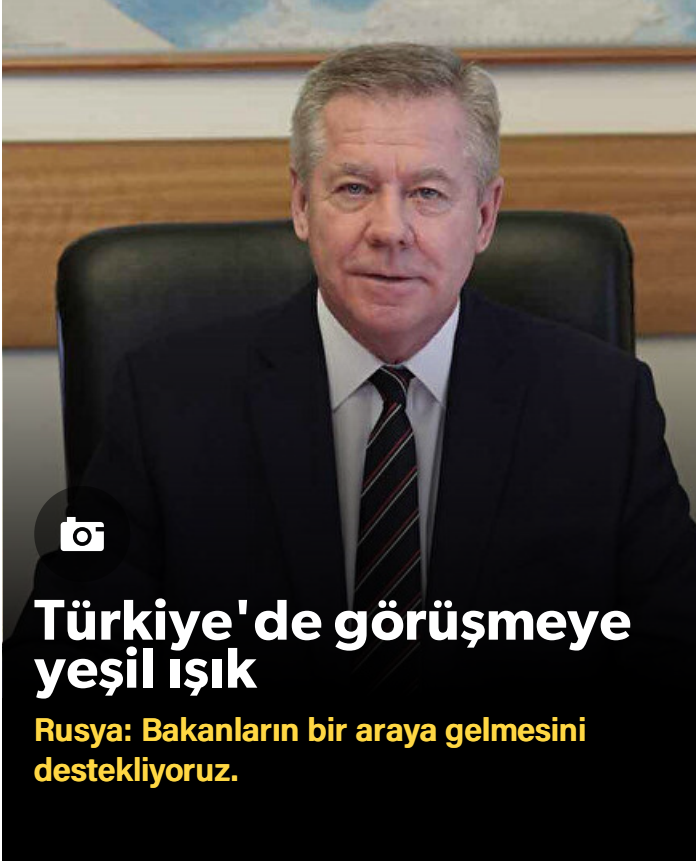 Türkiye'de görüşmeye
yeşil ışık
Rusya: Bakanların bir araya gelmesini
destekliyoruz.